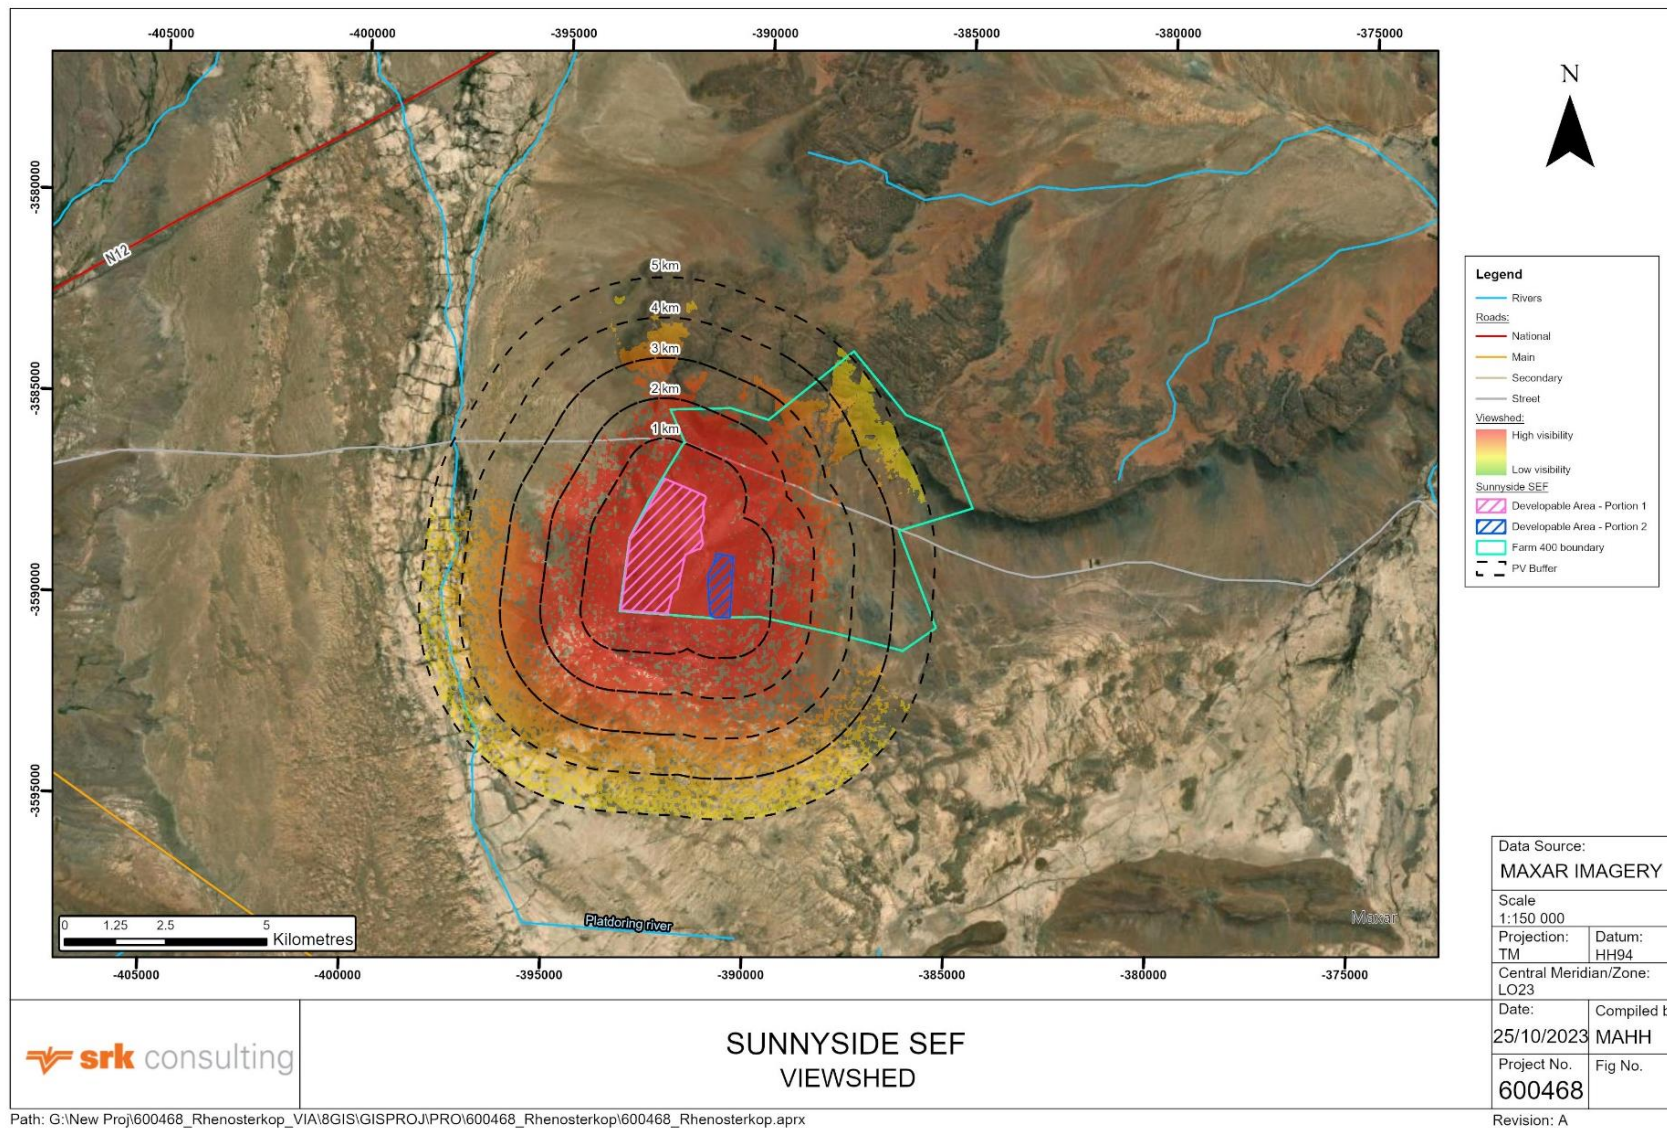 -405000 -400000 -395000 -390000 -385000 -380000 -375000
N
-3580000
N12
5 km
4 km
3 km
-3585000
2 km
1 km
-3590000
-3595000
Legend
Rivers
Roads:
National
Main
Secondary
Street
Viewshed:
High visibility
Low visibility
Sunnyside SEF
Developable Area - Portion 1
Developable Area - Portion 2
Farm 400 boundary
PV Buffer
Platdoring river
Maxar
0 1.25 2.5 5
Kilometres
-405000 -400000 -395000 -390000 -385000 -380000 -375000
Data Source:
MAXAR IMAGERY
Scale
1:150 000
Projection: Datum:
TM HH94
Central Meridian/Zone:
LO23
Date: Compiled b
25/10/2023 MAHH
Project No. Fig No.
600468
Revision: A
srk consulting
SUNNYSIDE SEF
VIEWSHED
Path: G:\New Proj\600468_Rhenosterkop_VIA\8GIS\GISPROJ\PRO\600468_Rhenosterkop\600468_Rhenosterkop.aprx